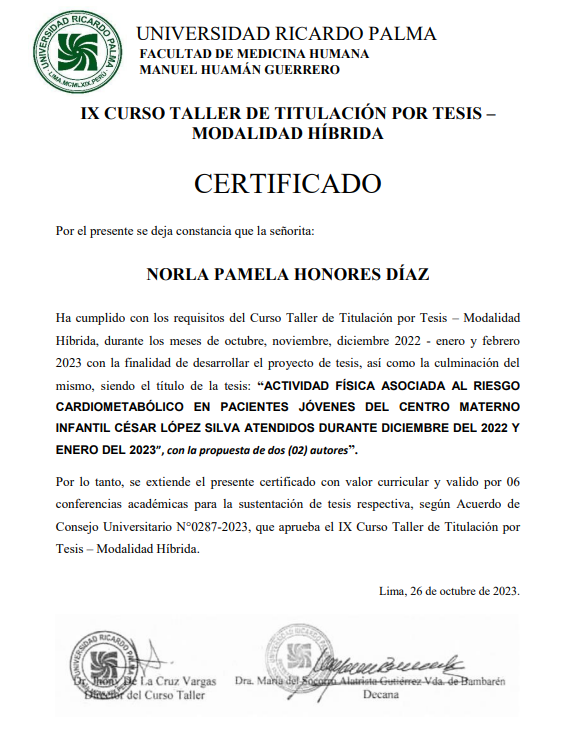 UNIVERSIDAD RICARDO PALMA
LIMA, MCMLXIX, PERÚ
UNIVERSIDAD RICARDO PALMA
FACULTAD DE MEDICINA HUMANA
MANUEL HUAMÁN GUERRERO
IX CURSO TALLER DE TITULACIÓN POR TESIS –
MODALIDAD HÍBRIDA
CERTIFICADO
Por el presente se deja constancia que la señorita:
NORLA PAMELA HONORES DÍAZ
Ha cumplido con los requisitos del Curso Taller de Titulación por Tesis – Modalidad
Híbrida, durante los meses de octubre, noviembre, diciembre 2022 - enero y febrero
2023 con la finalidad de desarrollar el proyecto de tesis, así como la culminación del
mismo, siendo el título de la tesis: “ACTIVIDAD FÍSICA ASOCIADA AL RIESGO
CARDIOMETABÓLICO EN PACIENTES JÓVENES DEL CENTRO MATERNO
INFANTIL CÉSAR LÓPEZ SILVA ATENDIDOS DURANTE DICIEMBRE DEL 2022 Y
ENERO DEL 2023”, con la propuesta de dos (02) autores”.
Por lo tanto, se extiende el presente certificado con valor curricular y valido por 06
conferencias académicas para la sustentación de tesis respectiva, según Acuerdo de
Consejo Universitario N°0287-2023, que aprueba el IX Curso Taller de Titulación por
Tesis – Modalidad Híbrida.
Lima, 26 de octubre de 2023.
UNIVERSIDAD RICARDO PALMA
UNIVERSIDAD RICARDO PALMA
Dr. Jhony De La Cruz Vargas
Director del Curso Taller
Dra. María del Socorro Alatrista Gutiérrez Vda. de Bambarén
Decana